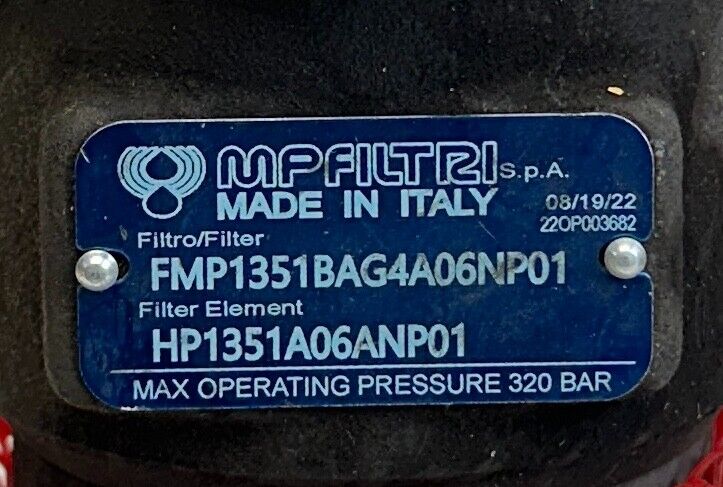 MPFILTRI S.p.A.
MADE IN ITALY
08/19/22
22OP003682
Filtro/Filter
FMP1351BAG4A06NP01
Filter Element
HP1351A06ANP01
MAX OPERATING PRESSURE 320 BAR